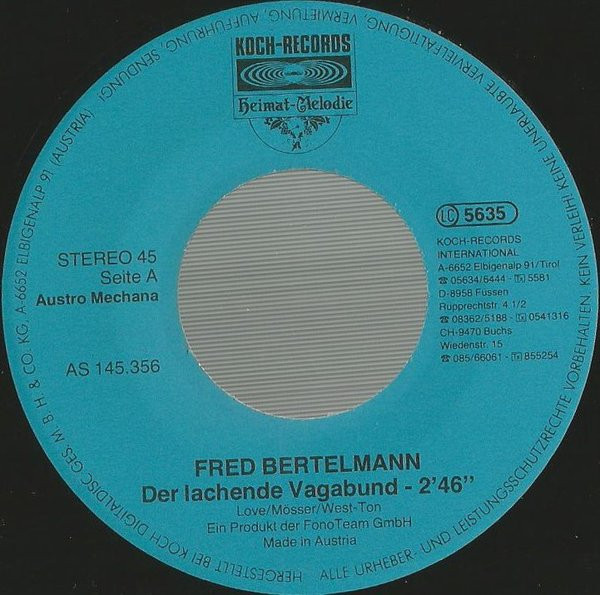 KOCH-RECORDS
Heimat-Melodie
STEREO 45
Seite A
Austro Mechana
AS 145.356
LC 5635
KOCH-RECORDS
INTERNATIONAL
A-6652 Elbigenalp 91/Tirol
☎ 05634/6444 - Tx 5581
D-8958 Füssen
Rupprechtstr. 4 1/2
☎ 08362/5188 - Tx 0541316
CH-9470 Buchs
Wiedenstr. 15
☎ 085/66061 - Tx 855254
FRED BERTELMANN
Der lachende Vagabund - 2'46"
Love/Mösser/West-Ton
Ein Produkt der FonoTeam GmbH
Made in Austria
HERGESTELLT BEI KOCH DIGITALDISC GES. M. B. H & CO. KG, A-6652 ELBIGENALP 91 (AUSTRIA)
ALLE URHEBER- UND LEISTUNGSSCHUTZRECHTE VORBEHALTEN. KEIN VERLEIH! KEINE UNERLAUBTE VERVIELFÄLTIGUNG, VERMIETUNG, AUFFÜHRUNG, SENDUNG!